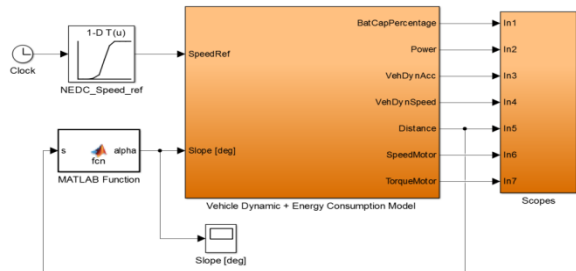 1-D T(u)
Clock
NEDC_Speed_ref
SpeedRef
BatCapPercentage
In1
Power
In2
VehDynAcc
In3
VehDynSpeed
In4
Distance
In5
SpeedMotor
In6
TorqueMotor
In7
s
fcn
alpha
Slope [deg]
MATLAB Function
Vehicle Dynamic + Energy Consumption Model
Scopes
Slope [deg]